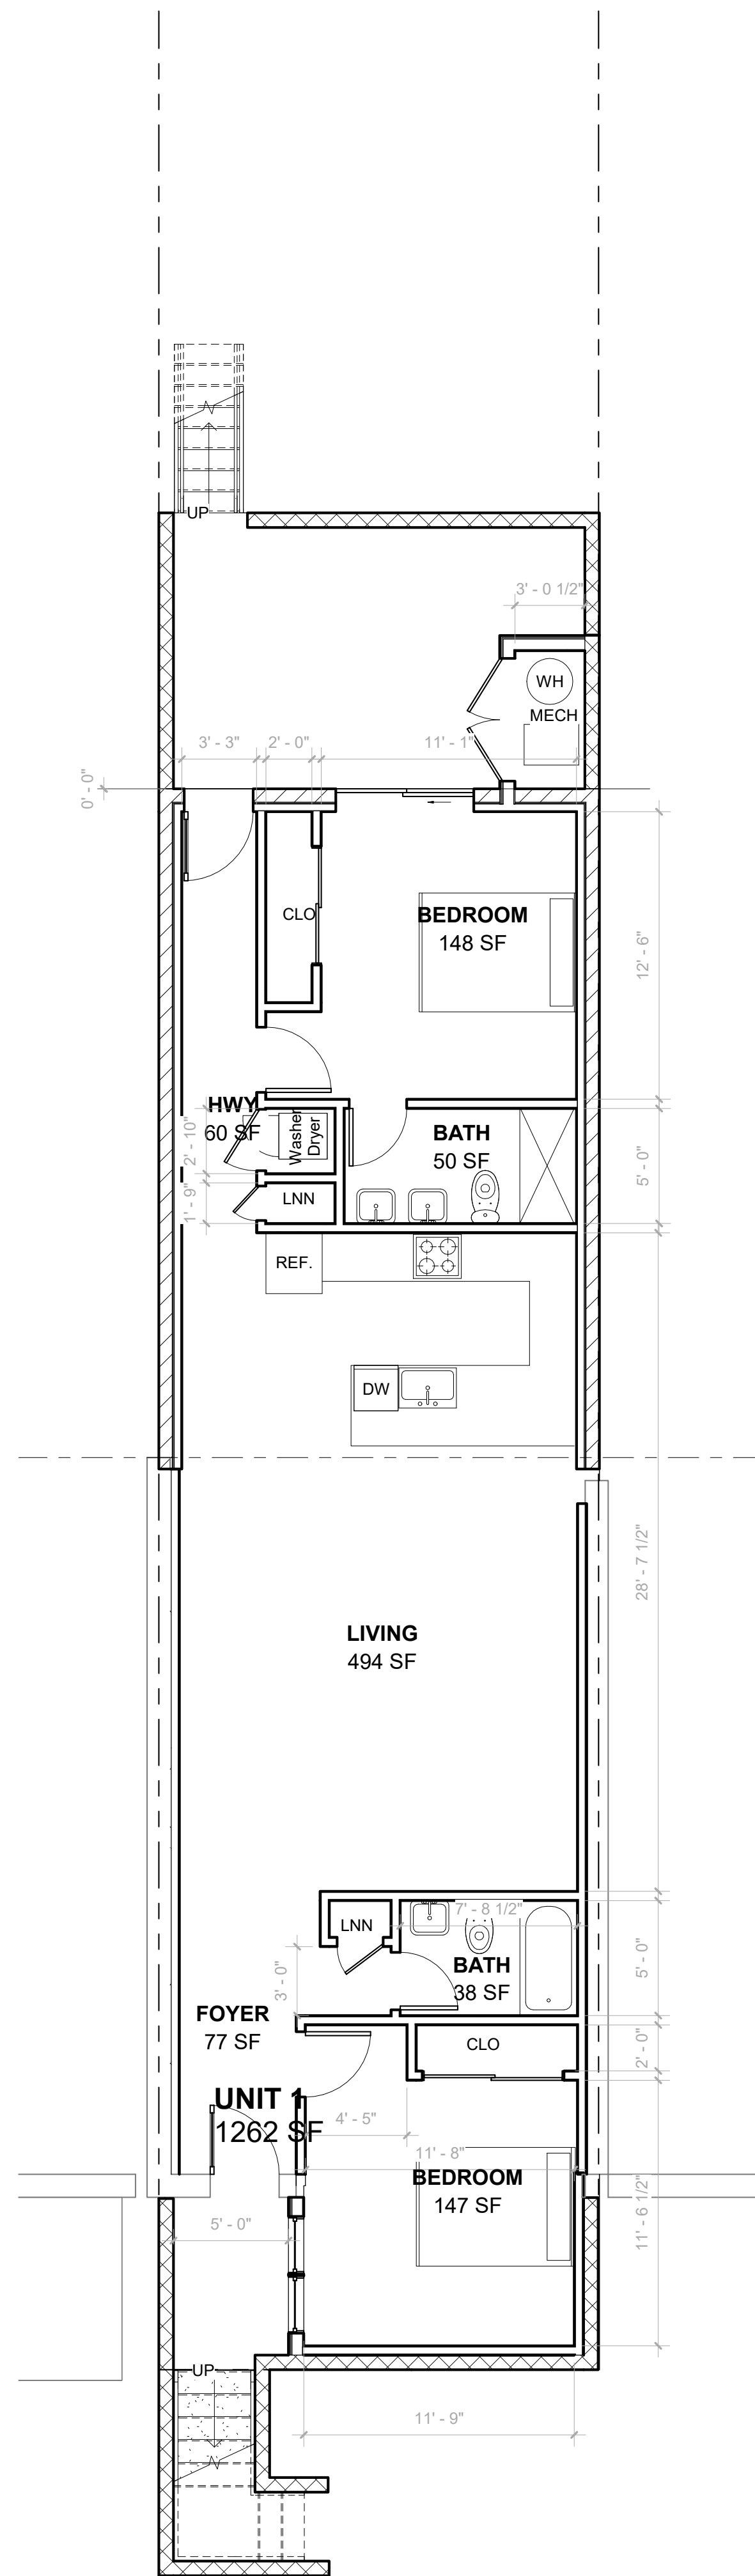 UP
3' - 0 1/2"
WH
MECH
3' - 3"
2' - 0"
11' - 1"
0' - 0"
CLO
BEDROOM
148 SF
12' - 6"
HWY
60 SF
2' - 10"
Washer
Dryer
BATH
50 SF
5' - 0"
1' - 9"
LNN
REF.
DW
28' - 7 1/2"
LIVING
494 SF
7' - 8 1/2"
LNN
BATH
38 SF
5' - 0"
3' - 0"
FOYER
77 SF
CLO
2' - 0"
UNIT 1
1262 SF
4' - 5"
11' - 8"
BEDROOM
147 SF
11' - 6 1/2"
5' - 0"
UP
11' - 9"